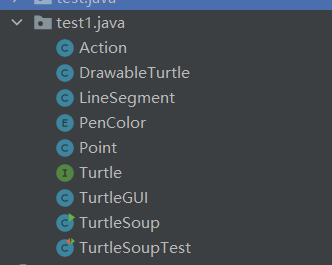 test.java
test1.java
C Action
C DrawableTurtle
C LineSegment
E PenColor
C Point
I Turtle
C TurtleGUI
C TurtleSoup
C TurtleSoupTest